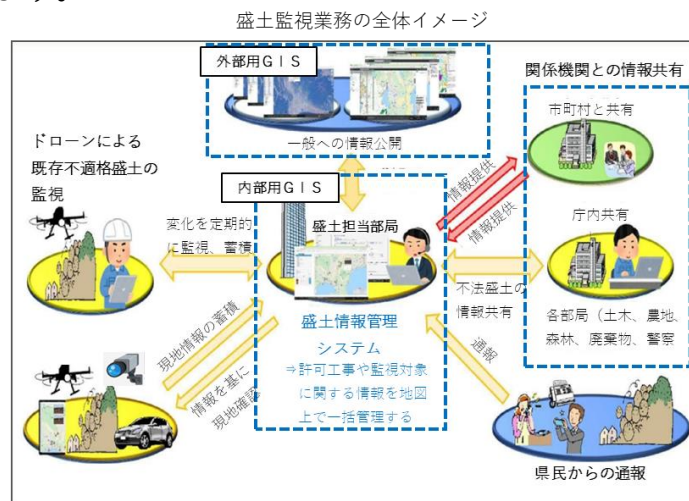 盛土監視業務の全体イメージ
外部用ＧＩＳ
一般への情報公開
関係機関との情報共有
市町村と共有
ドローンによる
既存不適格盛土の
監視
内部用ＧＩＳ
盛土担当部局
情報提供
情報提供
庁内共有
変化を定期的
に監視、蓄積
不法盛土の
情報共有
各部局（土木、農地、
森林、廃棄物、警察
盛土情報管理
システム
⇒許可工事や監視対象
に関する情報を地図
上で一括管理する
現地情報の蓄積
情報を基に
現地確認
通報
県民からの通報